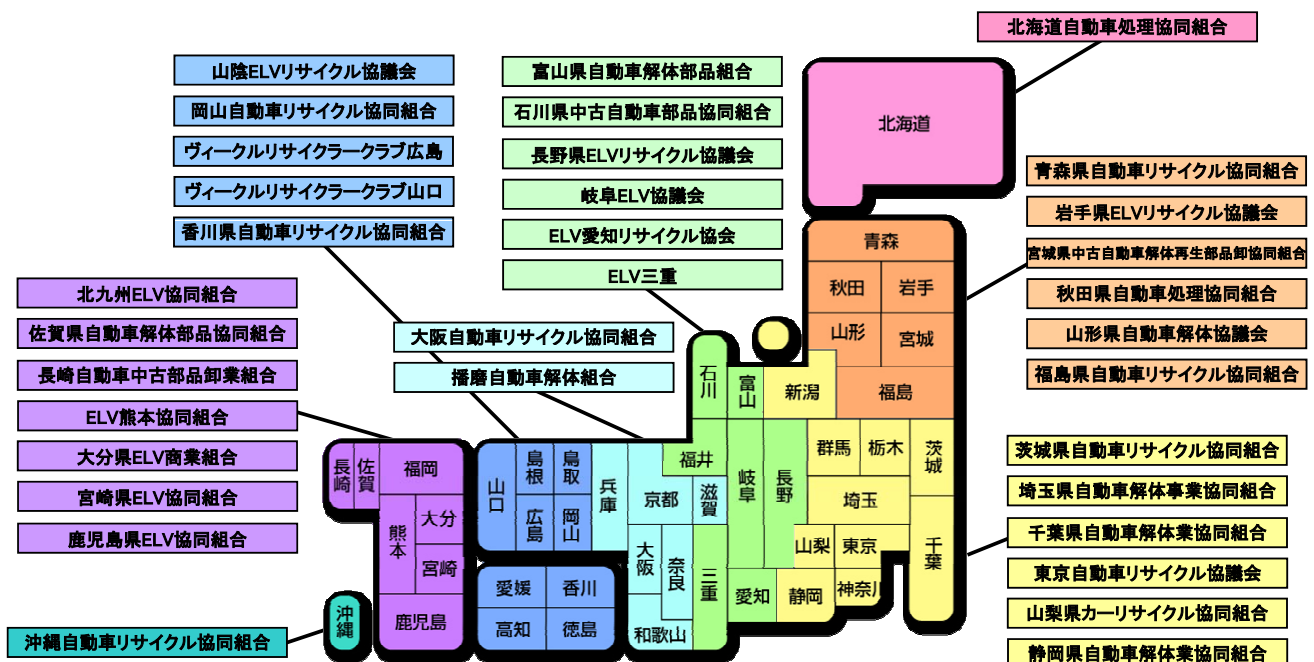 北海道自動車処理協同組合
山陰ELVリサイクル協議会
岡山自動車リサイクル協同組合
ヴィークルリサイクラークラブ広島
ヴィークルリサイクラークラブ山口
香川県自動車リサイクル協同組合
富山県自動車解体部品組合
石川県中古自動車部品協同組合
長野県ELVリサイクル協議会
岐阜ELV協議会
ELV愛知リサイクル協会
ELV三重
青森県自動車リサイクル協同組合
岩手県ELVリサイクル協議会
宮城県中古自動車解体再生部品卸協同組合
秋田県自動車処理協同組合
山形県自動車解体協議会
福島県自動車リサイクル協同組合
北九州ELV協同組合
佐賀県自動車解体部品協同組合
長崎自動車中古部品卸業組合
ELV熊本協同組合
大分県ELV商業組合
宮崎県ELV協同組合
鹿児島県ELV協同組合
大阪自動車リサイクル協同組合
播磨自動車解体組合
茨城県自動車リサイクル協同組合
埼玉県自動車解体事業協同組合
千葉県自動車解体業協同組合
東京自動車リサイクル協議会
山梨県カーリサイクル協同組合
静岡県自動車解体業協同組合
沖縄自動車リサイクル協同組合
北海道
青森
秋田
岩手
山形
宮城
福島
新潟
富山
石川
福井
群馬
栃木
茨城
埼玉
千葉
東京
神奈川
山梨
静岡
長野
岐阜
愛知
三重
滋賀
京都
兵庫
大阪
奈良
和歌山
鳥取
島根
岡山
広島
山口
香川
愛媛
徳島
高知
福岡
佐賀
長崎
大分
熊本
宮崎
鹿児島
沖縄